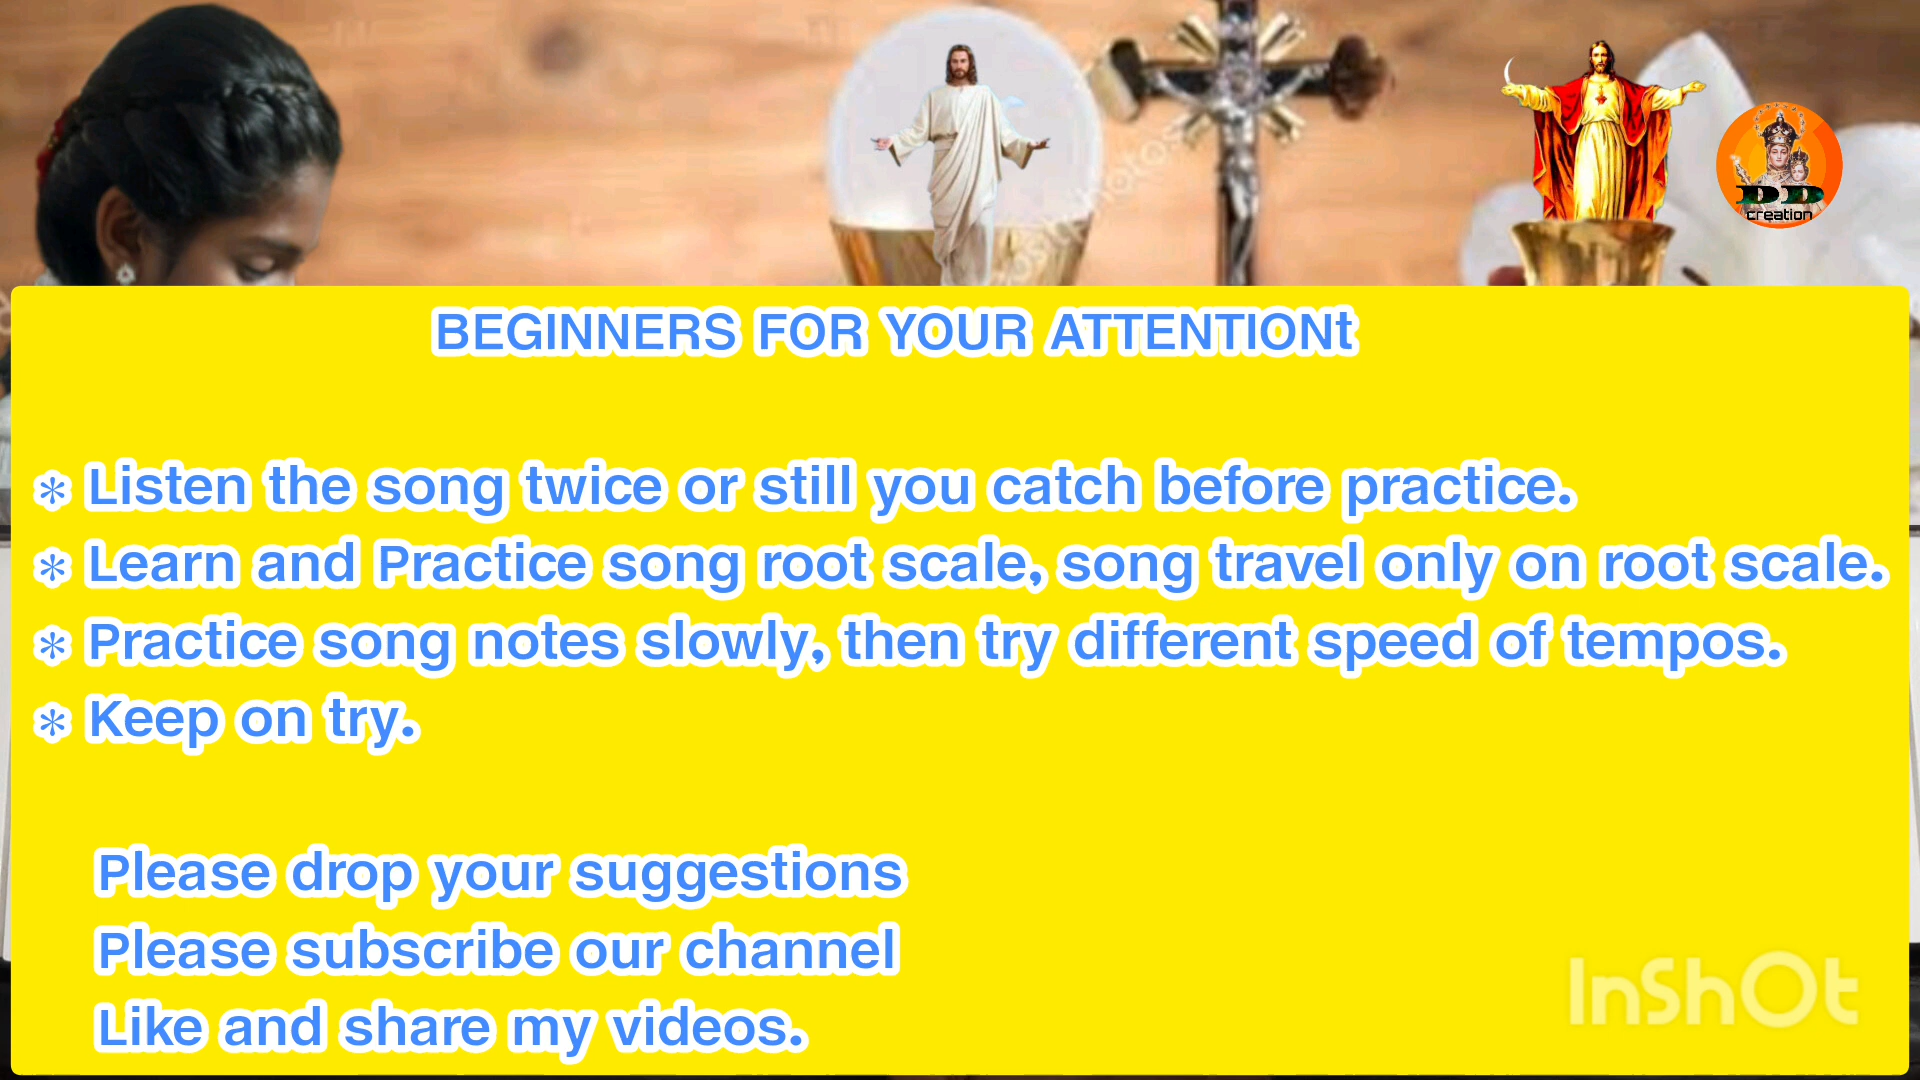 DD
creation
BEGINNERS FOR YOUR ATTENTIONt
* Listen the song twice or still you catch before practice.
* Learn and Practice song root scale, song travel only on root scale.
* Practice song notes slowly, then try different speed of tempos.
* Keep on try.
Please drop your suggestions
Please subscribe our channel
Like and share my videos.
InShOt